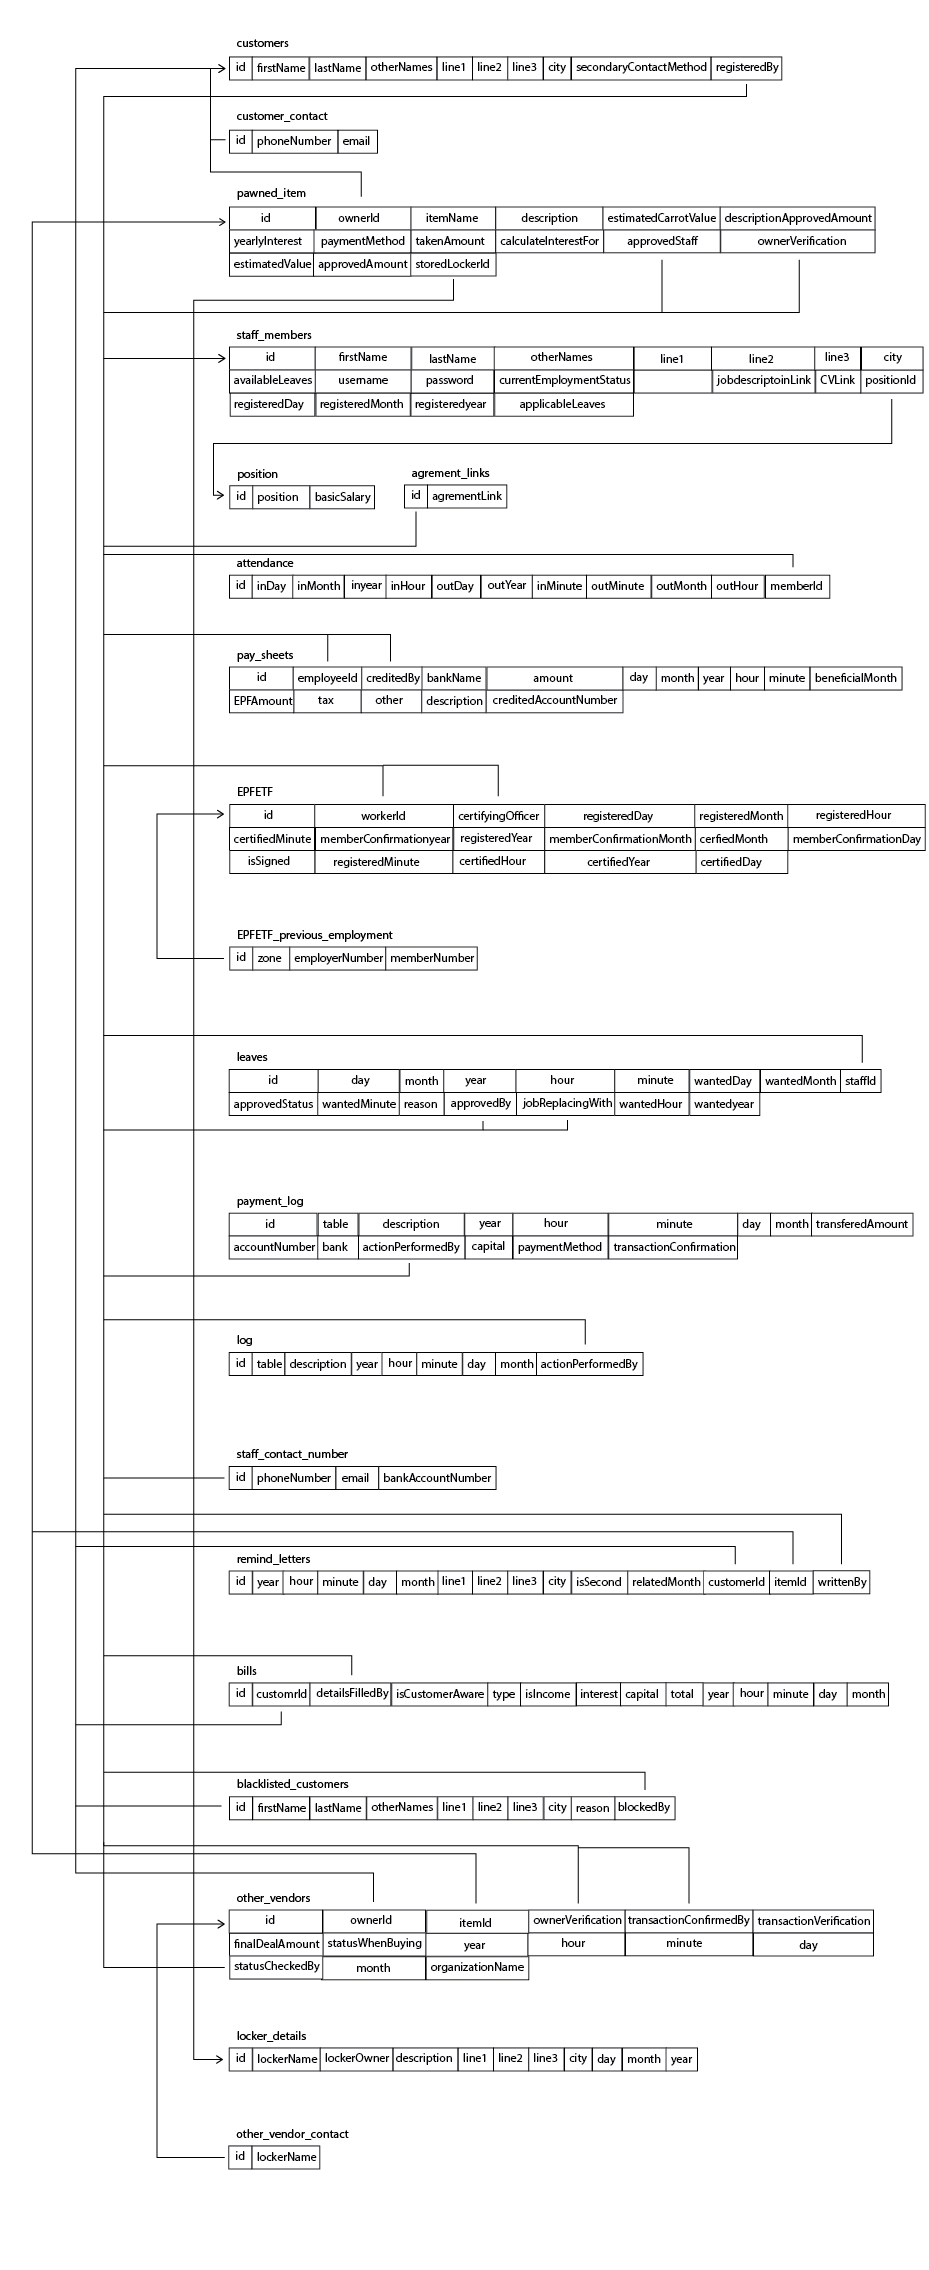 customers
id firstName lastName otherNames line1 line2 line3 city secondaryContactMethod registeredBy
customer_contact
id phoneNumber email
pawned_item
id ownerId itemName description estimatedCarrotValue descriptionApprovedAmount
yearlyInterest paymentMethod takenAmount calculateInterestFor approvedStaff ownerVerification
estimatedValue approvedAmount storedLockerId
staff_members
id firstName lastName otherNames line1 line2 line3 city
availableLeaves username password currentEmploymentStatus jobdescriptoinLink CVLink positionId
registeredDay registeredMonth registeredyear applicableLeaves
position agrement_links
id position basicSalary id agrementLink
attendance
id inDay inMonth inyear inHour outDay outYear inMinute outMinute outMonth outHour memberId
pay_sheets
id employeeId creditedBy bankName amount day month year hour minute beneficialMonth
EPFAmount tax other description creditedAccountNumber
EPFETF
id workerId certifyingOfficer registeredDay registeredMonth registeredHour
certifiedMinute memberConfirmationyear registeredYear memberConfirmationMonth cerfiedMonth memberConfirmationDay
isSigned registeredMinute certifiedHour certifiedYear certifiedDay
EPFETF_previous_employment
id zone employerNumber memberNumber
leaves
id day month year hour minute wantedDay wantedMonth staffId
approvedStatus wantedMinute reason approvedBy jobReplacingWith wantedHour wantedyear
payment_log
id table description year hour minute day month transferedAmount
accountNumber bank actionPerformedBy capital paymentMethod transactionConfirmation
log
id table description year hour minute day month actionPerformedBy
staff_contact_number
id phoneNumber email bankAccountNumber
remind_letters
id year hour minute day month line1 line2 line3 city isSecond relatedMonth customerId itemId writtenBy
bills
id customrId detailsFilledBy isCustomerAware type isIncome interest capital total year hour minute day month
blacklisted_customers
id firstName lastName otherNames line1 line2 line3 city reason blockedBy
other_vendors
id ownerId itemId ownerVerification transactionConfirmedBy transactionVerification
finalDealAmount statusWhenBuying year hour minute day
statusCheckedBy month organizationName
locker_details
id lockerName lockerOwner description line1 line2 line3 city day month year
other_vendor_contact
id lockerName